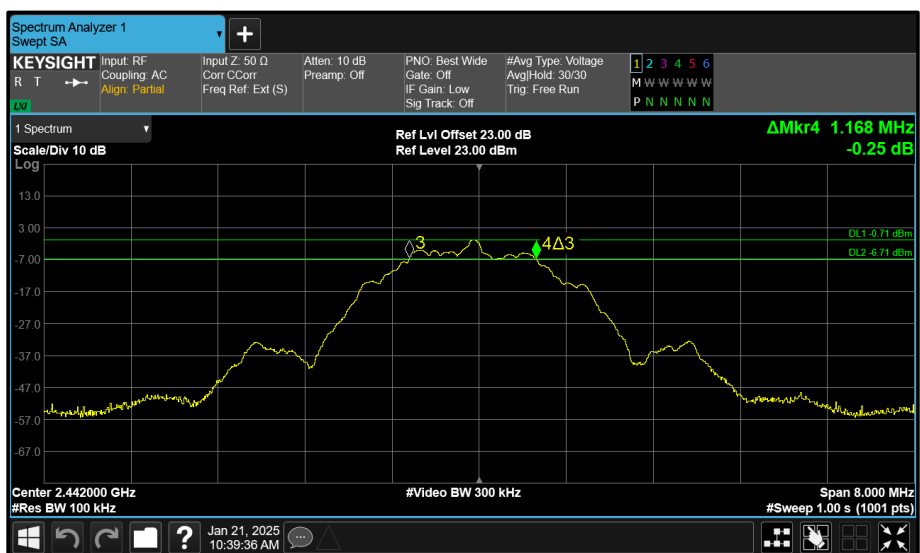 Spectrum Analyzer 1
Swept SA
KEYSIGHT
R T
LXI
Input: RF
Coupling: AC
Align: Partial
Input Z: 50 Ω
Corr CCorr
Freq Ref: Ext (S)
Atten: 10 dB
Preamp: Off
PNO: Best Wide
Gate: Off
IF Gain: Low
Sig Track: Off
#Avg Type: Voltage
Avg|Hold: 30/30
Trig: Free Run
1 2 3 4 5 6
M W W W W W
P N N N N N
1 Spectrum
Scale/Div 10 dB
Ref Lvl Offset 23.00 dB
Ref Level 23.00 dBm
ΔMkr4 1.168 MHz
-0.25 dB
Log
13.0
3.00
-7.00
-17.0
-27.0
-37.0
-47.0
-57.0
-67.0
3
4Δ3
DL1 -0.71 dBm
DL2 -6.71 dBm
Center 2.442000 GHz
#Res BW 100 kHz
#Video BW 300 kHz
Span 8.000 MHz
#Sweep 1.00 s (1001 pts)
?
Jan 21, 2025
10:39:36 AM